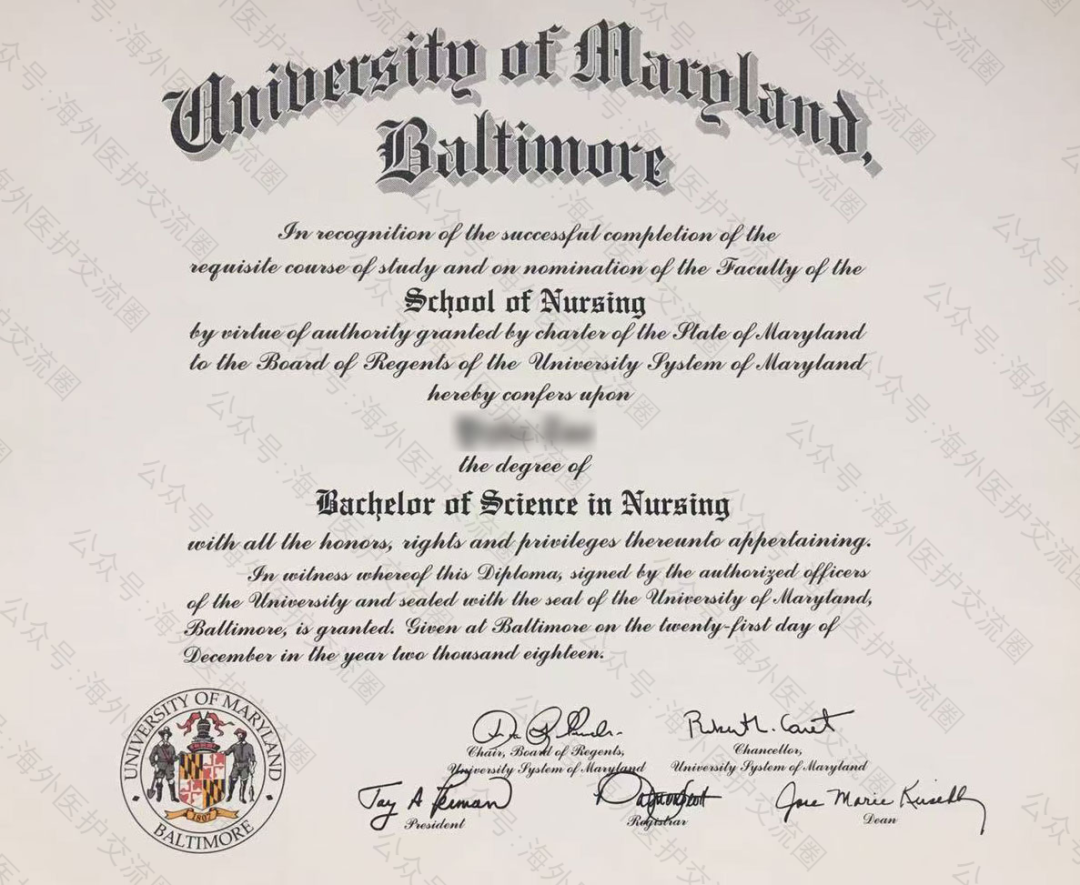 University of Maryland,
Baltimore
In recognition of the successful completion of the
requisite course of study and on nomination of the Faculty of the
School of Nursing
by virtue of authority granted by charter of the State of Maryland
to the Board of Regents of the University System of Maryland
hereby confers upon
the degree of
Bachelor of Science in Nursing
with all the honors, rights and privileges thereunto appertaining.
In witness whereof this Diploma, signed by the authorized officers
of the University and sealed with the seal of the University of Maryland,
Baltimore, is granted. Given at Baltimore on the twenty-first day of
December in the year two thousand eighteen.
UNIVERSITY OF MARYLAND
1807
BALTIMORE
Chair, Board of Regents,
University System of Maryland
Robert L. Caret
Chancellor,
University System of Maryland
Jay A Perman
President
Registrar
Jane Marie Kirschling
Dean
公众号:海外医护交流圈